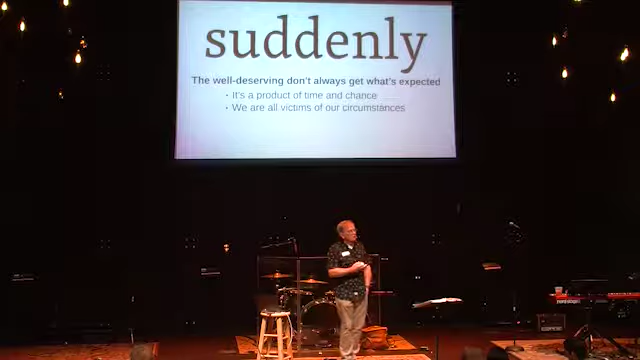 suddenly
The well-deserving don't always get what's expected
· It's a product of time and chance
· We are all victims of our circumstances